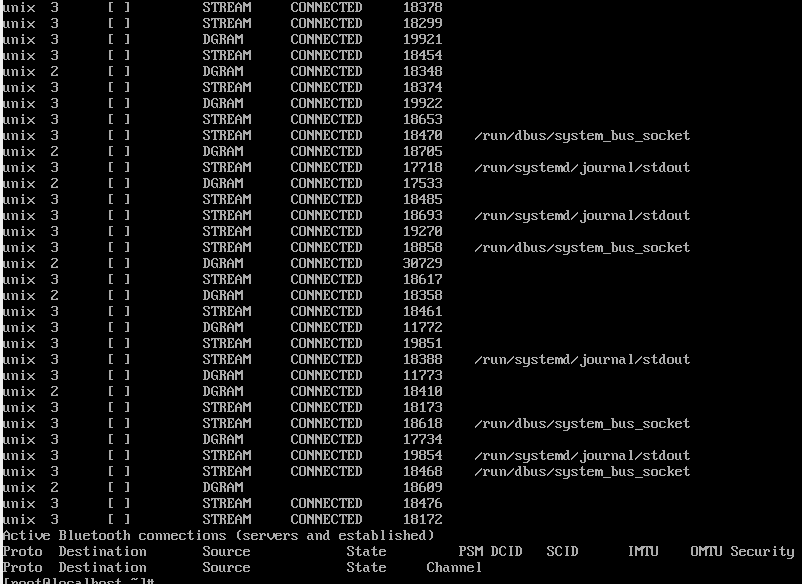 unix 3 [ ] STREAM CONNECTED 18378
unix 3 [ ] STREAM CONNECTED 18299
unix 3 [ ] DGRAM CONNECTED 19921
unix 3 [ ] STREAM CONNECTED 18454
unix 2 [ ] DGRAM CONNECTED 18348
unix 3 [ ] STREAM CONNECTED 18374
unix 3 [ ] DGRAM CONNECTED 19922
unix 3 [ ] STREAM CONNECTED 18653
unix 3 [ ] STREAM CONNECTED 18470 /run/dbus/system_bus_socket
unix 2 [ ] DGRAM CONNECTED 18705
unix 3 [ ] STREAM CONNECTED 17718 /run/systemd/journal/stdout
unix 2 [ ] DGRAM CONNECTED 17533
unix 3 [ ] STREAM CONNECTED 18485
unix 3 [ ] STREAM CONNECTED 18693 /run/systemd/journal/stdout
unix 3 [ ] STREAM CONNECTED 19270
unix 3 [ ] STREAM CONNECTED 18858 /run/dbus/system_bus_socket
unix 2 [ ] DGRAM CONNECTED 30729
unix 3 [ ] STREAM CONNECTED 18617
unix 2 [ ] DGRAM CONNECTED 18358
unix 3 [ ] STREAM CONNECTED 18461
unix 3 [ ] DGRAM CONNECTED 11772
unix 3 [ ] STREAM CONNECTED 19851
unix 3 [ ] STREAM CONNECTED 18388 /run/systemd/journal/stdout
unix 3 [ ] DGRAM CONNECTED 11773
unix 2 [ ] DGRAM CONNECTED 18410
unix 3 [ ] STREAM CONNECTED 18173
unix 3 [ ] STREAM CONNECTED 18618 /run/dbus/system_bus_socket
unix 3 [ ] DGRAM CONNECTED 17734
unix 3 [ ] STREAM CONNECTED 19854 /run/systemd/journal/stdout
unix 3 [ ] STREAM CONNECTED 18468 /run/dbus/system_bus_socket
unix 2 [ ] DGRAM 18609
unix 3 [ ] STREAM CONNECTED 18476
unix 3 [ ] STREAM CONNECTED 18172
Active Bluetooth connections (servers and established)
Proto Destination Source State PSM DCID SCID IMTU OMTU Security
Proto Destination Source State Channel
[root@localhost ~]#